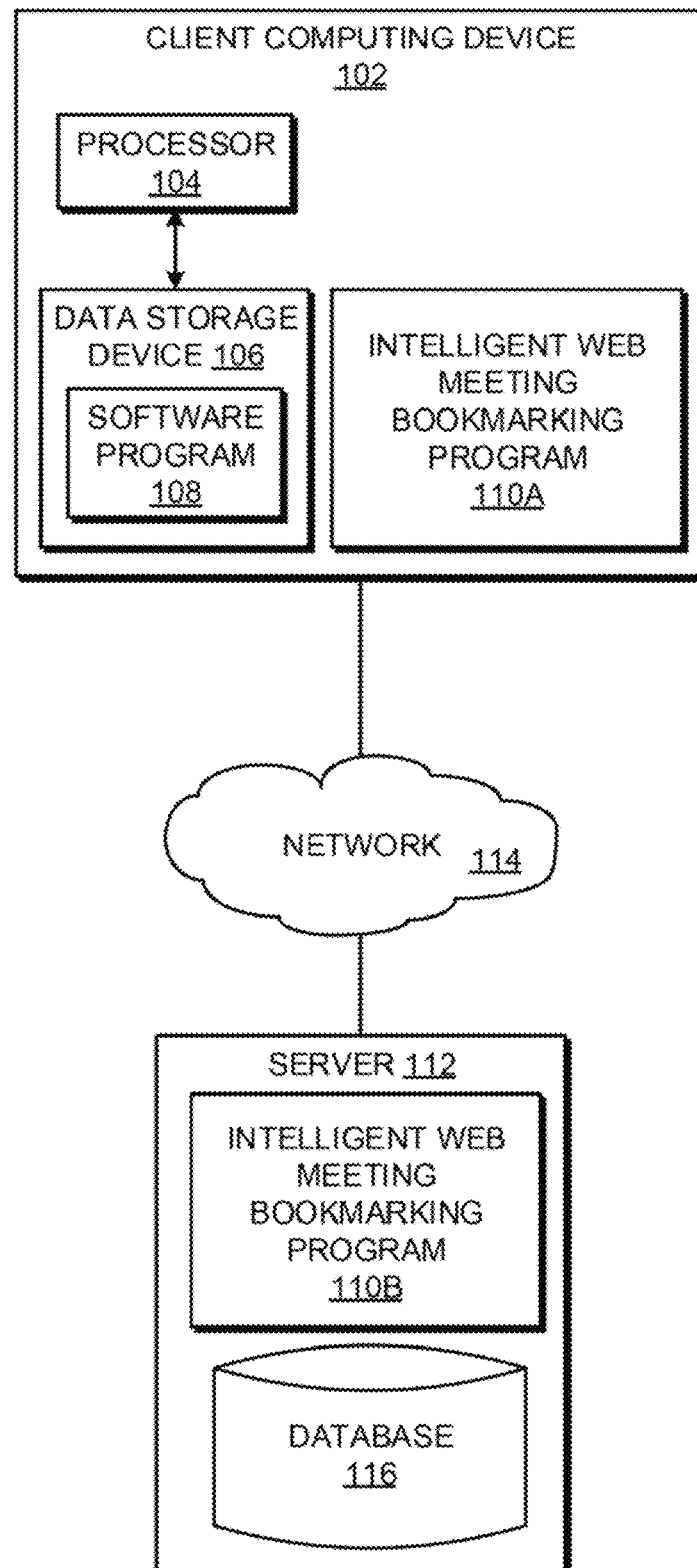 CLIENT COMPUTING DEVICE
102
PROCESSOR
104
DATA STORAGE
DEVICE 106
SOFTWARE
PROGRAM
108
INTELLIGENT WEB
MEETING
BOOKMARKING
PROGRAM
110A
NETWORK 114
SERVER 112
INTELLIGENT WEB
MEETING
BOOKMARKING
PROGRAM
110B
DATABASE
116